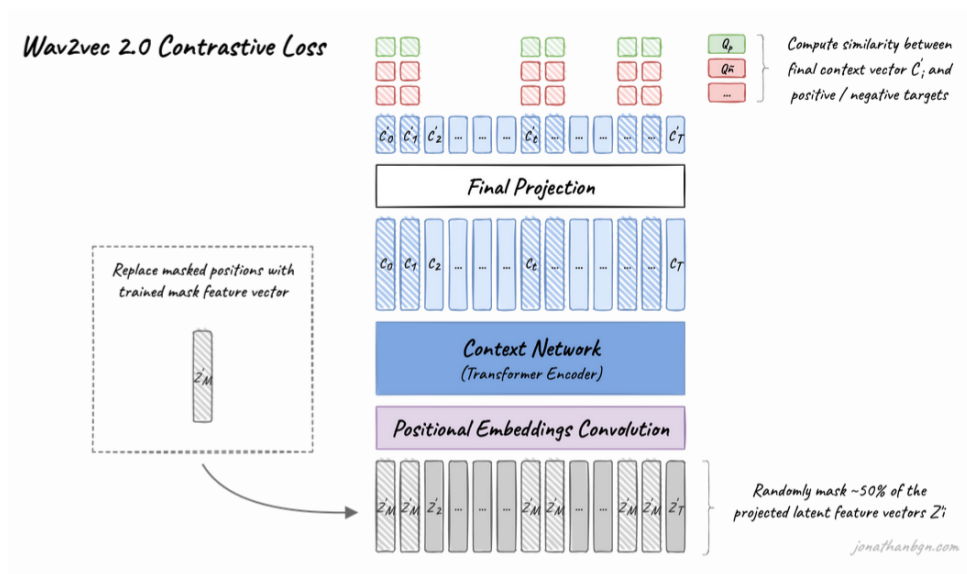 Wav2vec 2.0 Contrastive Loss
Qp
Qñ
...
Compute similarity between
final context vector C'i and
positive / negative targets
C'0 C'1 C'2 ... ... ... C't ... ... ... ... ... C'T
Final Projection
C0 C1 C2 ... ... ... Ct ... ... ... ... ... CT
Replace masked positions with
trained mask feature vector
Z'M
Context Network
(Transformer Encoder)
Positional Embeddings Convolution
Z'M Z'M Z'2 ... ... ... Z'M Z'M ... ... Z'M Z'M Z'T
Randomly mask ~50% of the
projected latent feature vectors Z'i
jonathanbgn.com